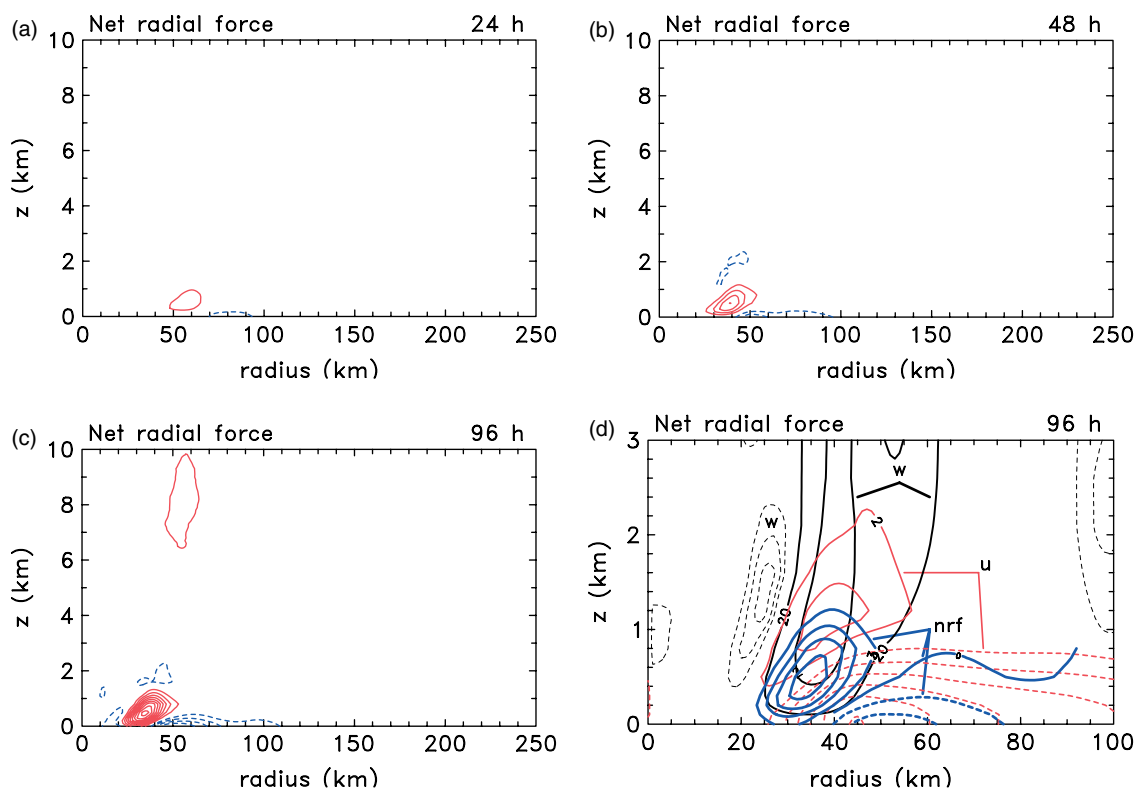 (a) Net radial force 24 h
10
8
6
4
2
0
z (km)
0 50 100 150 200 250
radius (km)
(b) Net radial force 48 h
10
8
6
4
2
0
z (km)
0 50 100 150 200 250
radius (km)
(c) Net radial force 96 h
10
8
6
4
2
0
z (km)
0 50 100 150 200 250
radius (km)
(d) Net radial force 96 h
3
2
1
0
z (km)
w
w
2
u
20
nrf
20
0
0 20 40 60 80 100
radius (km)